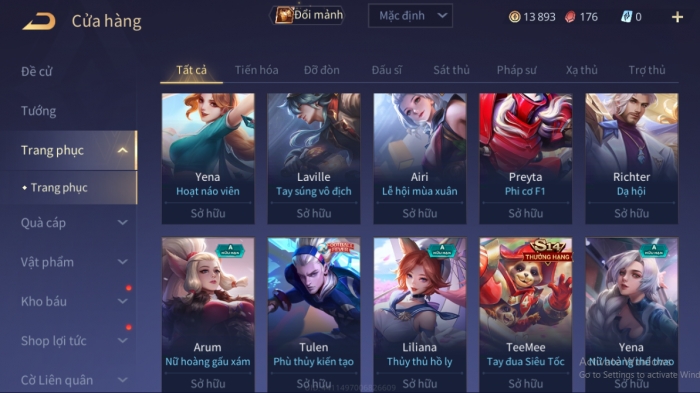 Cửa hàng
Đổi mảnh
Mặc định
13 893
176
0
Đề cử
Tướng
Trang phục
• Trang phục
Quà cáp
Vật phẩm
Kho báu
Shop lợi tức
Cờ Liên quân
Tất cả Tiến hóa Đỡ đòn Đấu sĩ Sát thủ Pháp sư Xạ thủ Trợ thủ
Yena
Hoạt náo viên
Sở hữu
Laville
Tay súng vô địch
Sở hữu
Airi
Lễ hội mùa xuân
Sở hữu
Preyta
Phi cơ F1
Sở hữu
Richter
Dạ hội
Sở hữu
Arum
Nữ hoàng gấu xám
Sở hữu
Tulen
Phù thủy kiến tạo
Sở hữu
A
HỮU HẠN
Liliana
Thủy thủ hồ ly
Sở hữu
S14
THƯỞNG HẠNG
TeeMee
Tay đua Siêu Tốc
Sở hữu
Yena
Nữ hoàng thể thao
Sở hữu
Activate Windows
Go to Settings to activate Wind